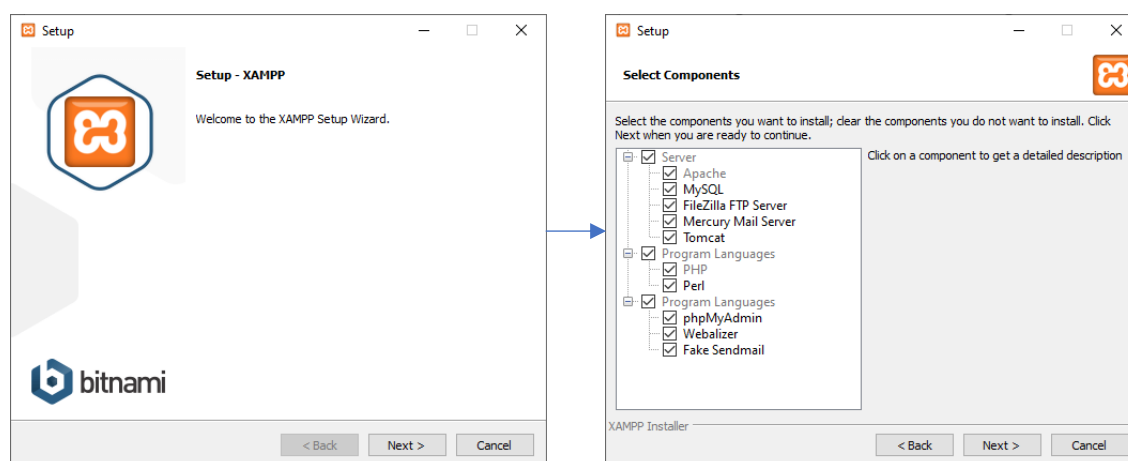 Setup
Setup - XAMPP
Welcome to the XAMPP Setup Wizard.
bitnami
< Back
Next >
Cancel
Setup
Select Components
Select the components you want to install; clear the components you do not want to install. Click
Next when you are ready to continue.
Server
Apache
MySQL
FileZilla FTP Server
Mercury Mail Server
Tomcat
Program Languages
PHP
Perl
Program Languages
phpMyAdmin
Webalizer
Fake Sendmail
Click on a component to get a detailed description
XAMPP Installer
< Back
Next >
Cancel